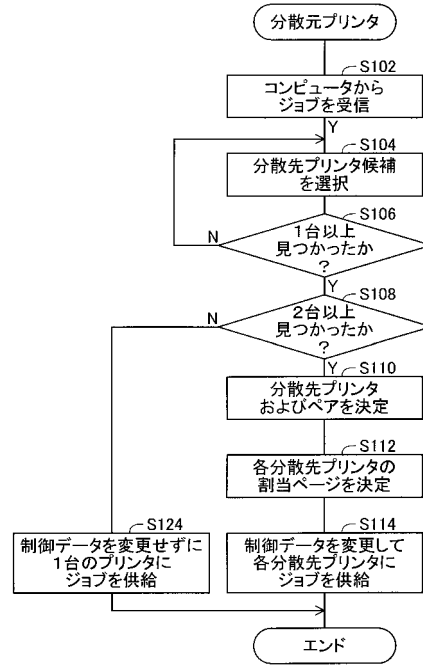 分散元プリンタ
S102
コンピュータから
ジョブを受信
Y
S104
分散先プリンタ候補
を選択
S106
N
1台以上
見つかったか
?
Y
S108
N
2台以上
見つかったか
?
Y
S110
分散先プリンタ
およびペアを決定
S112
各分散先プリンタの
割当ページを決定
S124
制御データを変更せずに
1台のプリンタに
ジョブを供給
S114
制御データを変更して
各分散先プリンタに
ジョブを供給
エンド